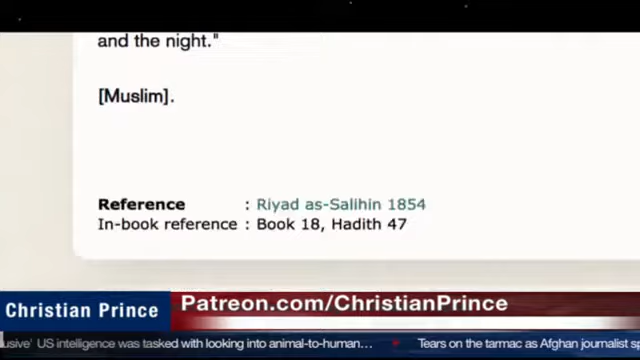 and the night."
[Muslim].
Reference : Riyad as-Salihin 1854
In-book reference : Book 18, Hadith 47
Christian Prince
Patreon.com/ChristianPrince
lusive' US intelligence was tasked with looking into animal-to-human… Tears on the tarmac as Afghan journalist sp